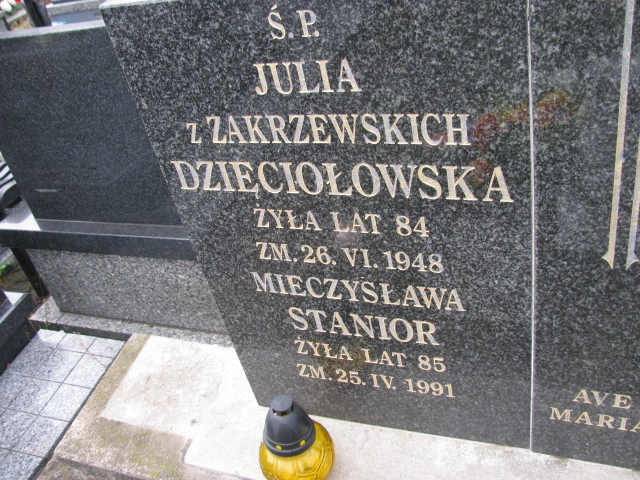 Ś.P.
JULIA
z ZAKRZEWSKICH
DZIĘCIOŁOWSKA
ŻYŁA LAT 84
ZM. 26. VI. 1948
MIECZYSŁAWA
STANIOR
ŻYŁA LAT 85
ZM. 25. IV. 1991
AVE
MARIA